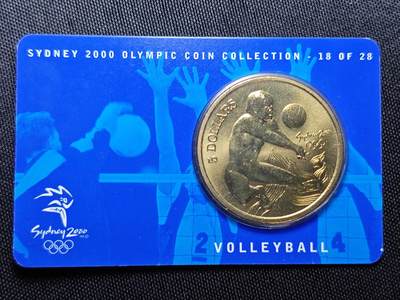 SYDNEY 2000 OLYMPIC COIN COLLECTION - 18 OF 28
5 DOLLARS
Sydney 2000
2 4
VOLLEYBALL